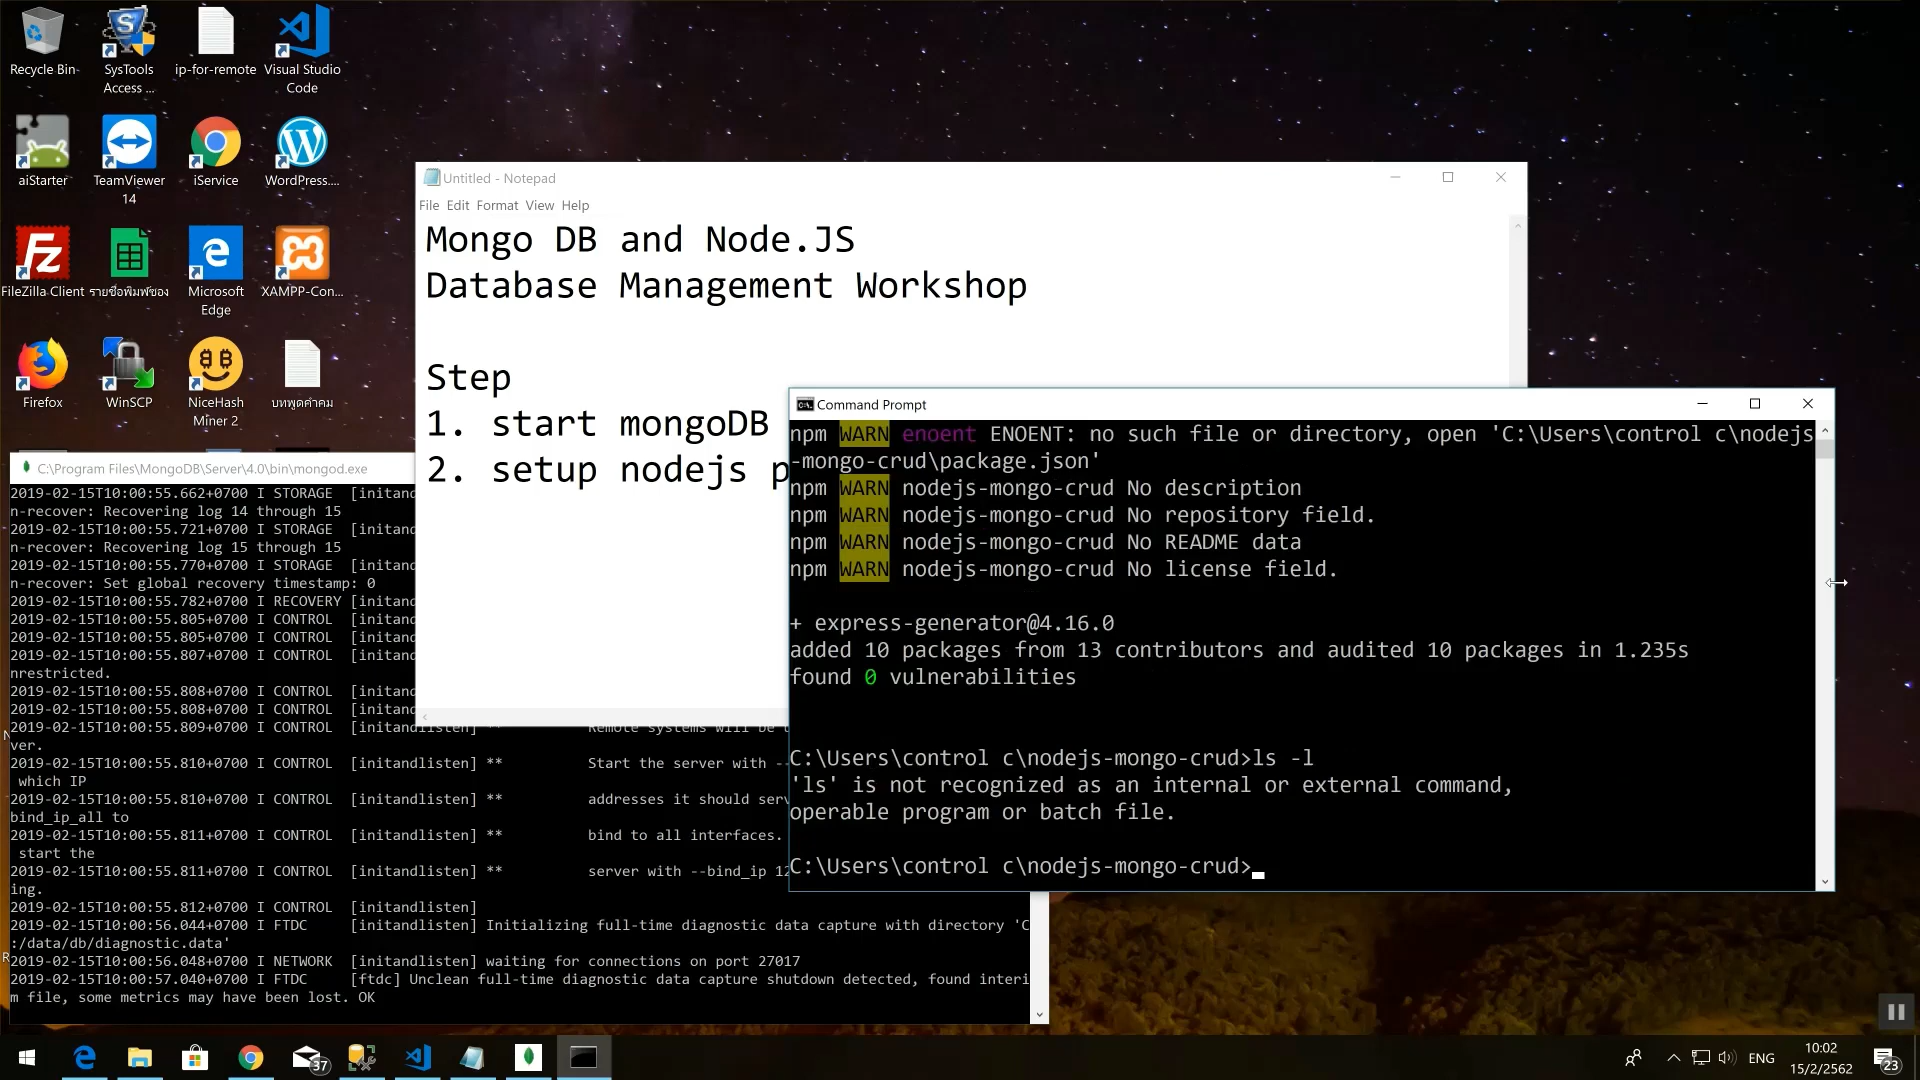 Recycle Bin
SysTools
Access ...
ip-for-remote
Visual Studio
Code
aiStarter
TeamViewer
14
iService
WordPress....
FileZilla Client
รายชื่อพิมพ์ของ
Microsoft
Edge
XAMPP-Con...
Firefox
WinSCP
NiceHash
Miner 2
บทพูดคำคม
Untitled - Notepad
File Edit Format View Help
Mongo DB and Node.JS
Database Management Workshop
Step
1. start mongoDB
2. setup nodejs p
Command Prompt
npm WARN enoent ENOENT: no such file or directory, open 'C:\Users\control c\nodejs
-mongo-crud\package.json'
npm WARN nodejs-mongo-crud No description
npm WARN nodejs-mongo-crud No repository field.
npm WARN nodejs-mongo-crud No README data
npm WARN nodejs-mongo-crud No license field.
+ express-generator@4.16.0
added 10 packages from 13 contributors and audited 10 packages in 1.235s
found 0 vulnerabilities
C:\Users\control c\nodejs-mongo-crud>ls -l
'ls' is not recognized as an internal or external command,
operable program or batch file.
C:\Users\control c\nodejs-mongo-crud>
C:\Program Files\MongoDB\Server\4.0\bin\mongod.exe
2019-02-15T10:00:55.662+0700 I STORAGE [initand
n-recover: Recovering log 14 through 15
2019-02-15T10:00:55.721+0700 I STORAGE [initand
n-recover: Recovering log 15 through 15
2019-02-15T10:00:55.770+0700 I STORAGE [initand
n-recover: Set global recovery timestamp: 0
2019-02-15T10:00:55.782+0700 I RECOVERY [initand
2019-02-15T10:00:55.805+0700 I CONTROL [initand
2019-02-15T10:00:55.805+0700 I CONTROL [initand
2019-02-15T10:00:55.807+0700 I CONTROL [initand
nrestricted.
2019-02-15T10:00:55.808+0700 I CONTROL [initand
2019-02-15T10:00:55.808+0700 I CONTROL [initand
2019-02-15T10:00:55.809+0700 I CONTROL [initandlisten] ** Remote systems will be u
ver.
2019-02-15T10:00:55.810+0700 I CONTROL [initandlisten] ** Start the server with --
which IP
2019-02-15T10:00:55.810+0700 I CONTROL [initandlisten] ** addresses it should serv
bind_ip_all to
2019-02-15T10:00:55.811+0700 I CONTROL [initandlisten] ** bind to all interfaces.
start the
2019-02-15T10:00:55.811+0700 I CONTROL [initandlisten] ** server with --bind_ip 12
ing.
2019-02-15T10:00:55.812+0700 I CONTROL [initandlisten]
2019-02-15T10:00:56.044+0700 I FTDC [initandlisten] Initializing full-time diagnostic data capture with directory 'C
:/data/db/diagnostic.data'
2019-02-15T10:00:56.048+0700 I NETWORK [initandlisten] waiting for connections on port 27017
2019-02-15T10:00:57.040+0700 I FTDC [ftdc] Unclean full-time diagnostic data capture shutdown detected, found interi
m file, some metrics may have been lost. OK
37
ENG
10:02
15/2/2562
23